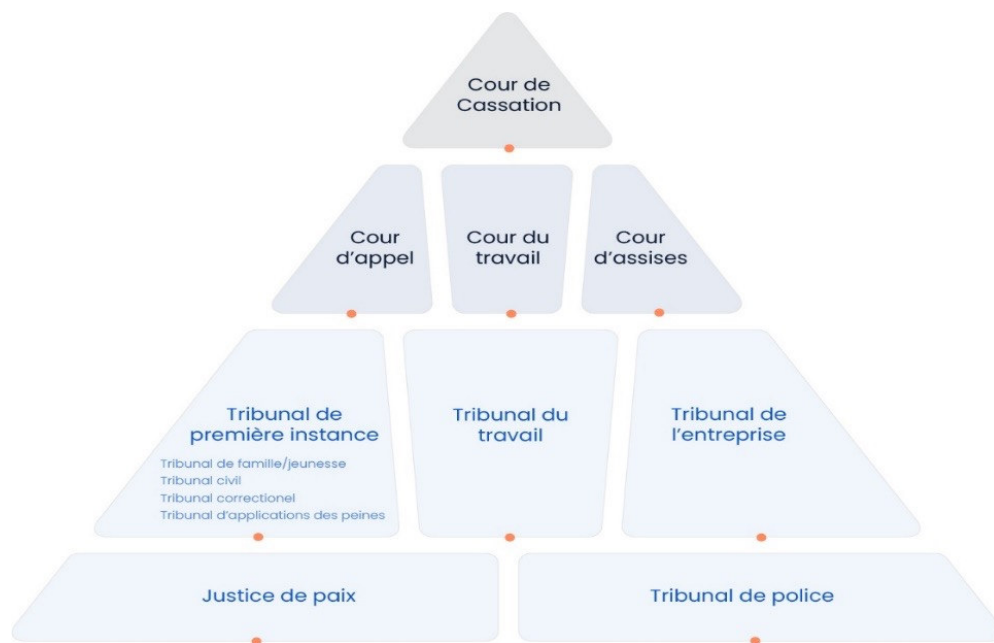 Cour de
Cassation
Cour
d'appel
Cour du
travail
Cour
d'assises
Tribunal de
première instance
Tribunal de famille/jeunesse
Tribunal civil
Tribunal correctionel
Tribunal d'applications des peines
Tribunal du
travail
Tribunal de
l'entreprise
Justice de paix
Tribunal de police